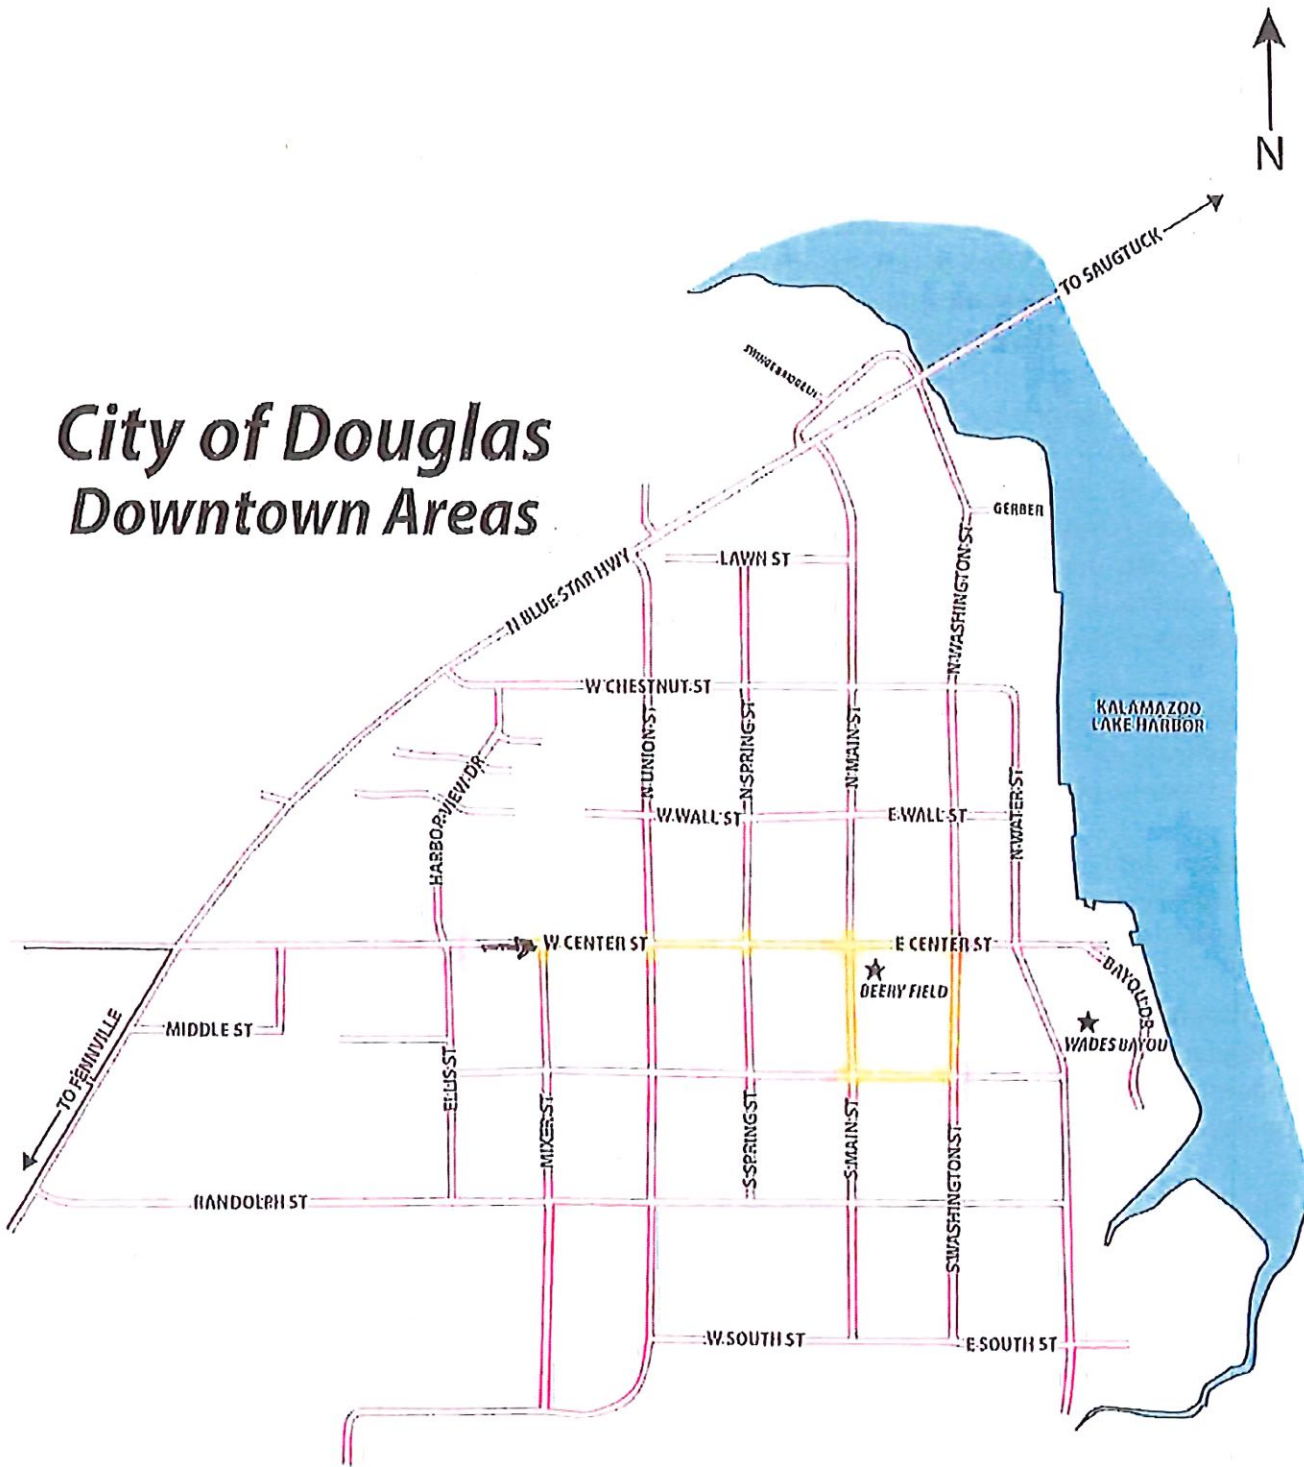 N
TO SAUGTUCK
City of Douglas
Downtown Areas
GERBER
LAWN ST
N BLUE STAR HWY
N WASHINGTON ST
W CHESTNUT ST
KALAMAZOO
LAKE HARBOR
N UNION ST
N SPRING ST
N MAIN ST
HARBOR VIEW DR
N WATER ST
W WALL ST
E WALL ST
W CENTER ST
E CENTER ST
BAYOU DR
DEERY FIELD
MIDDLE ST
WADES BAYOU
TO FENNVILLE
ELLIS ST
MIXER ST
S SPRING ST
S MAIN ST
S WASHINGTON ST
RANDOLPH ST
W SOUTH ST
E SOUTH ST